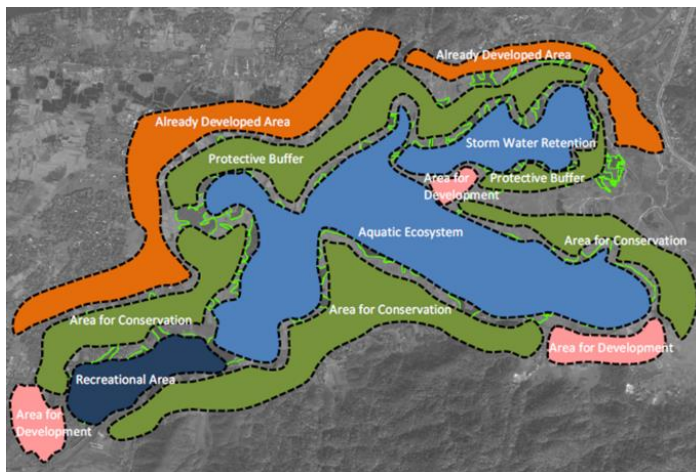 Already Developed Area
Already Developed Area
Storm Water Retention
Protective Buffer
Area for
Development
Protective Buffer
Aquatic Ecosystem
Area for Conservation
Area for Conservation
Area for Conservation
Area for Development
Recreational Area
Area for
Development